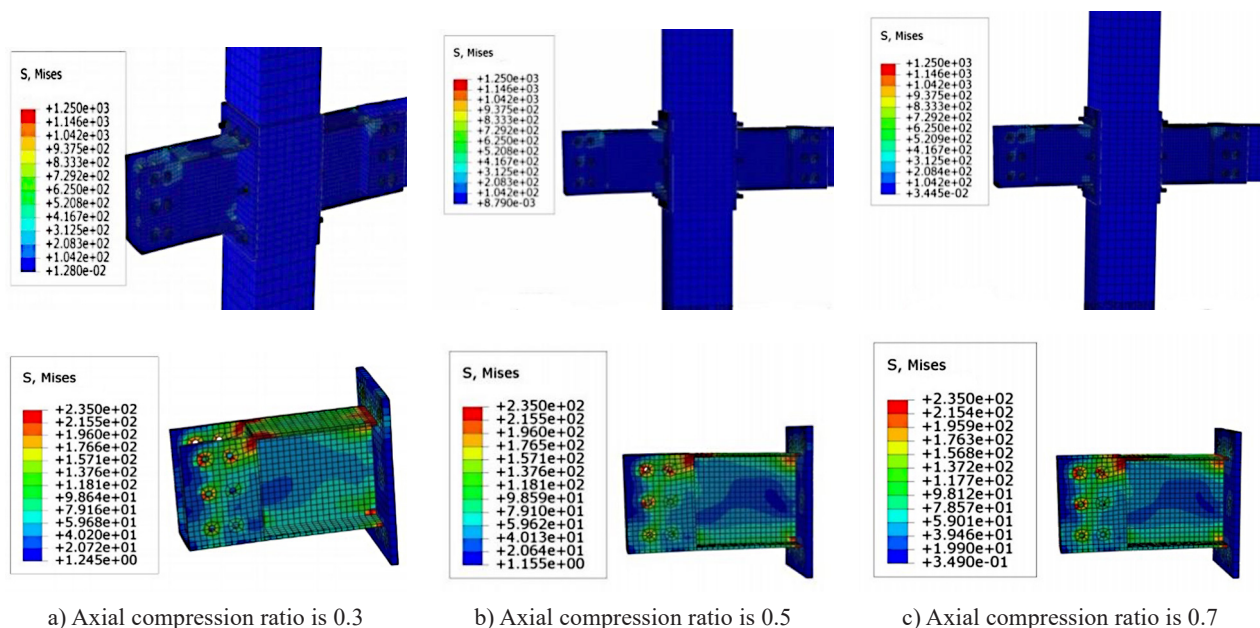 S, Mises
+1.250e+03
+1.146e+03
+1.042e+03
+9.375e+02
+8.333e+02
+7.292e+02
+6.250e+02
+5.208e+02
+4.167e+02
+3.125e+02
+2.083e+02
+1.042e+02
+1.280e-02
S, Mises
+1.250e+03
+1.146e+03
+1.042e+03
+9.375e+02
+8.333e+02
+7.292e+02
+6.250e+02
+5.208e+02
+4.167e+02
+3.125e+02
+2.083e+02
+1.042e+02
+8.790e-03
S, Mises
+1.250e+03
+1.146e+03
+1.042e+03
+9.375e+02
+8.333e+02
+7.292e+02
+6.250e+02
+5.209e+02
+4.167e+02
+3.125e+02
+2.084e+02
+1.042e+02
+3.445e-02
S, Mises
+2.350e+02
+2.155e+02
+1.960e+02
+1.766e+02
+1.571e+02
+1.376e+02
+1.181e+02
+9.864e+01
+7.916e+01
+5.968e+01
+4.020e+01
+2.072e+01
+1.245e+00
S, Mises
+2.350e+02
+2.155e+02
+1.960e+02
+1.765e+02
+1.571e+02
+1.376e+02
+1.181e+02
+9.859e+01
+7.910e+01
+5.962e+01
+4.013e+01
+2.064e+01
+1.155e+00
S, Mises
+2.350e+02
+2.154e+02
+1.959e+02
+1.763e+02
+1.568e+02
+1.372e+02
+1.177e+02
+9.812e+01
+7.857e+01
+5.901e+01
+3.946e+01
+1.990e+01
+3.490e-01
a) Axial compression ratio is 0.3
b) Axial compression ratio is 0.5
c) Axial compression ratio is 0.7